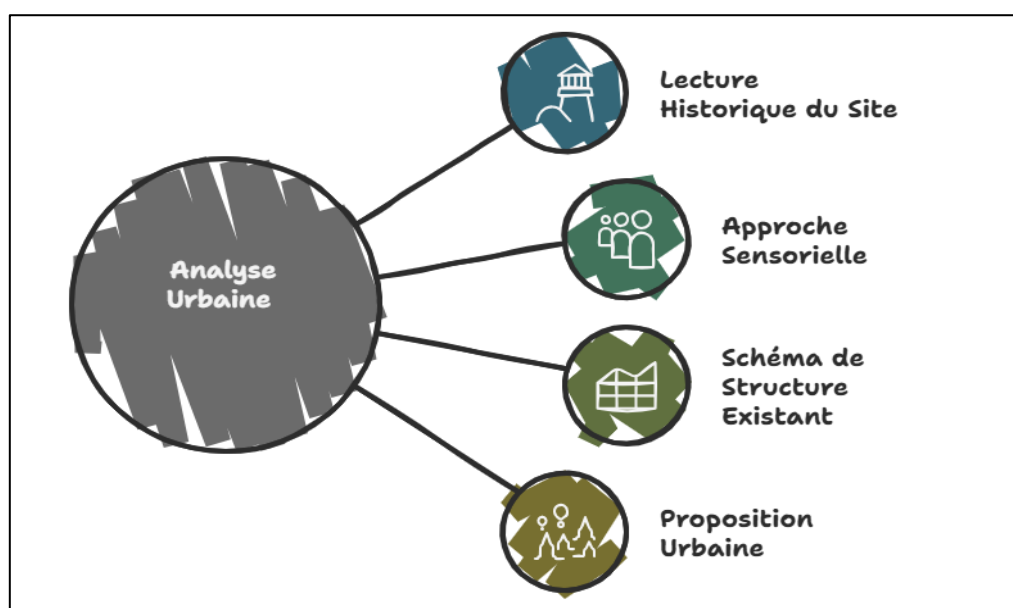 Analyse
Urbaine
Lecture
Historique du Site
Approche
Sensorielle
Schéma de
Structure
Existant
Proposition
Urbaine